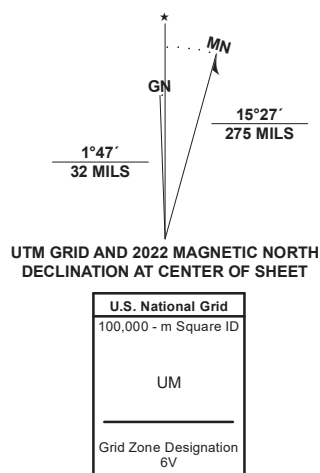 ★
MN
GN
15°27´
275 MILS
1°47´
32 MILS
UTM GRID AND 2022 MAGNETIC NORTH
DECLINATION AT CENTER OF SHEET
U.S. National Grid
100,000 - m Square ID
UM
Grid Zone Designation
6V